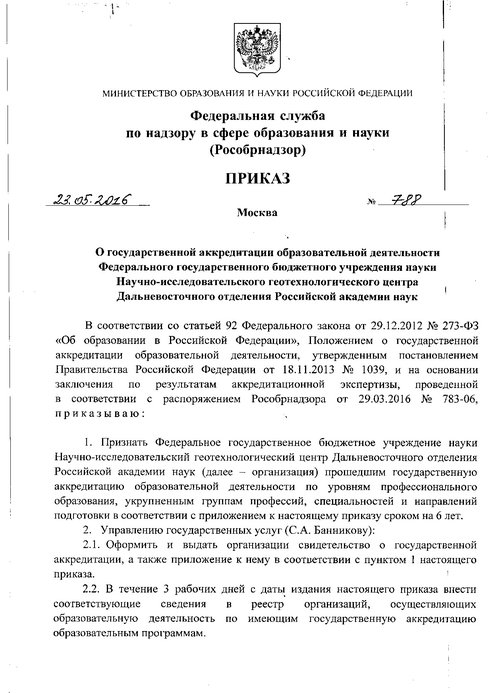 МИНИСТЕРСТВО ОБРАЗОВАНИЯ И НАУКИ РОССИЙСКОЙ ФЕДЕРАЦИИ
Федеральная служба
по надзору в сфере образования и науки
(Рособрнадзор)
ПРИКАЗ
23.05.2016 № 788
Москва
О государственной аккредитации образовательной деятельности
Федерального государственного бюджетного учреждения науки
Научно-исследовательского геотехнологического центра
Дальневосточного отделения Российской академии наук
В соответствии со статьей 92 Федерального закона от 29.12.2012 № 273-ФЗ
«Об образовании в Российской Федерации», Положением о государственной
аккредитации образовательной деятельности, утвержденным постановлением
Правительства Российской Федерации от 18.11.2013 № 1039, и на основании
заключения по результатам аккредитационной экспертизы, проведенной
в соответствии с распоряжением Рособрнадзора от 29.03.2016 № 783-06,
приказываю:
1. Признать Федеральное государственное бюджетное учреждение науки
Научно-исследовательский геотехнологический центр Дальневосточного отделения
Российской академии наук (далее – организация) прошедшим государственную
аккредитацию образовательной деятельности по уровням профессионального
образования, укрупненным группам профессий, специальностей и направлений
подготовки в соответствии с приложением к настоящему приказу сроком на 6 лет.
2. Управлению государственных услуг (С.А. Банникову):
2.1. Оформить и выдать организации свидетельство о государственной
аккредитации, а также приложение к нему в соответствии с пунктом 1 настоящего
приказа.
2.2. В течение 3 рабочих дней с даты издания настоящего приказа внести
соответствующие сведения в реестр организаций, осуществляющих
образовательную деятельность по имеющим государственную аккредитацию
образовательным программам.